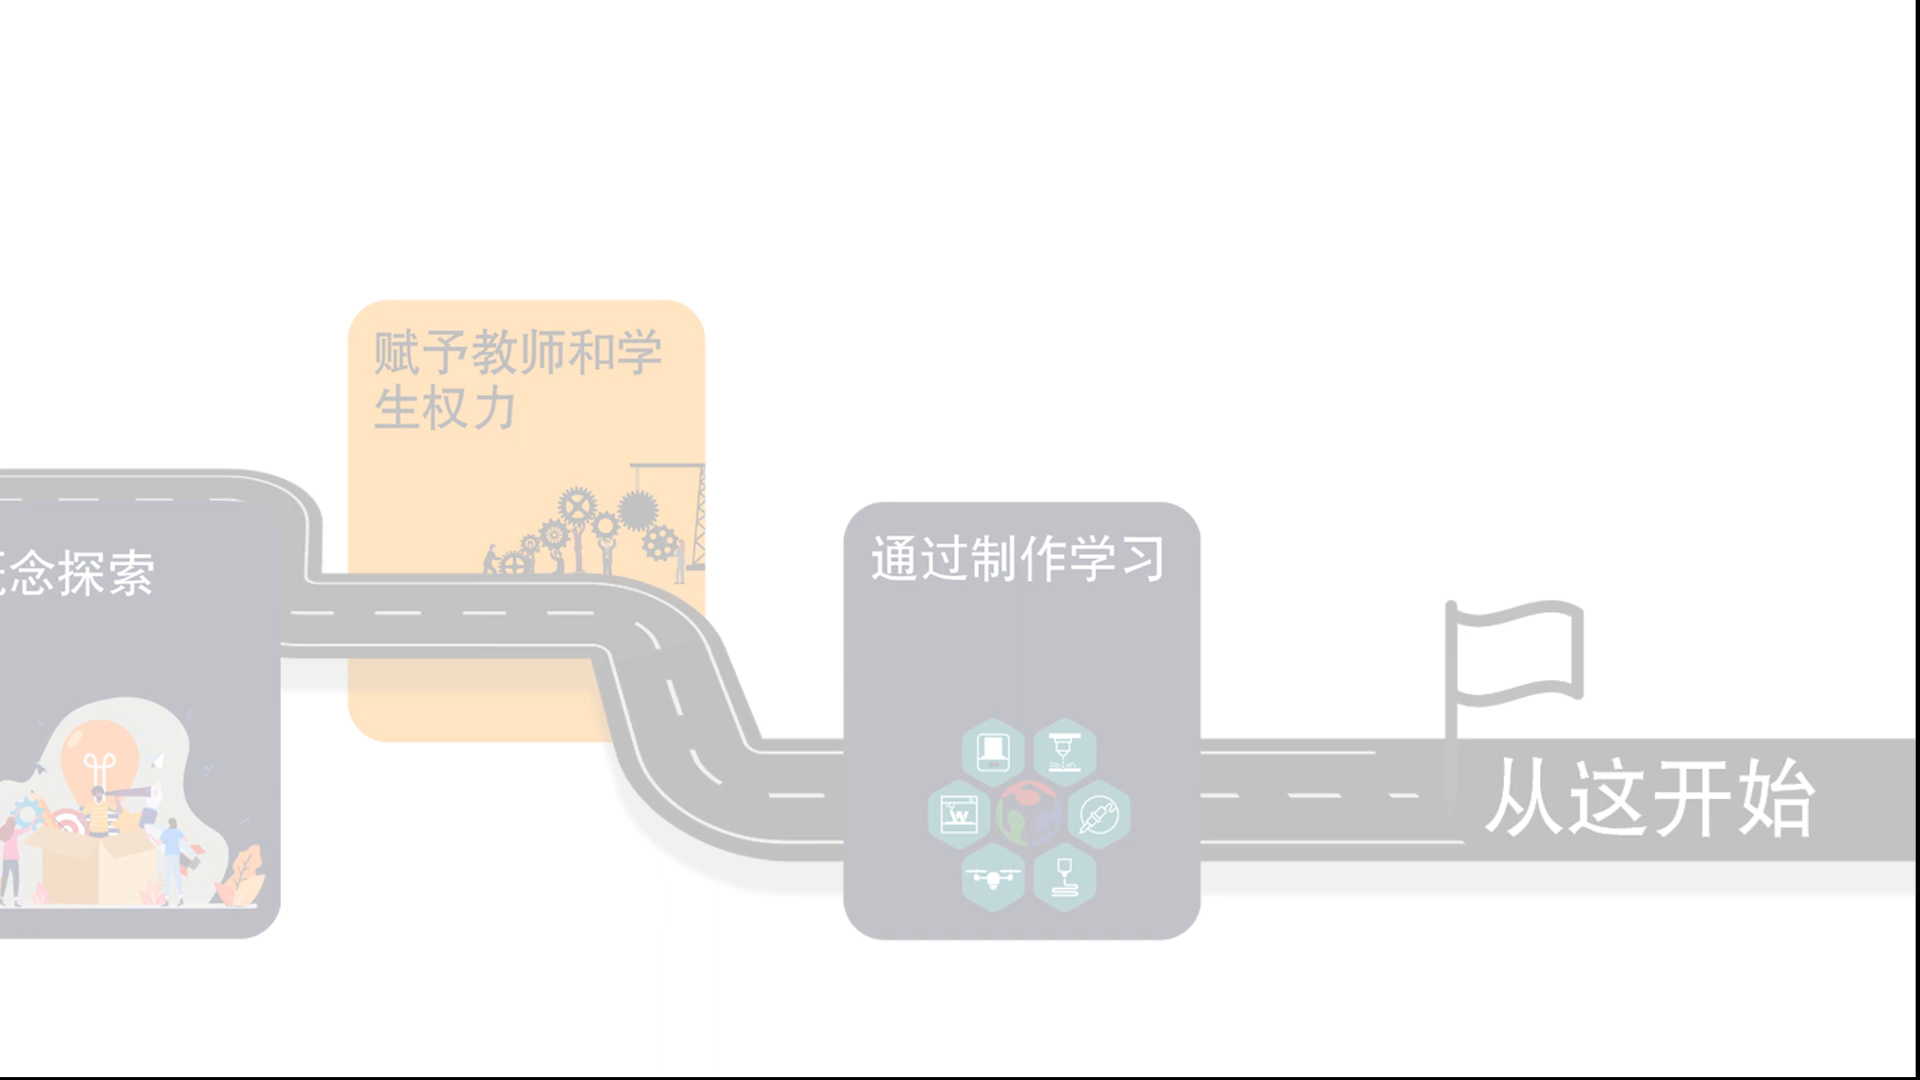 赋予教师和学
生权力
念探索
通过制作学习
从这开始